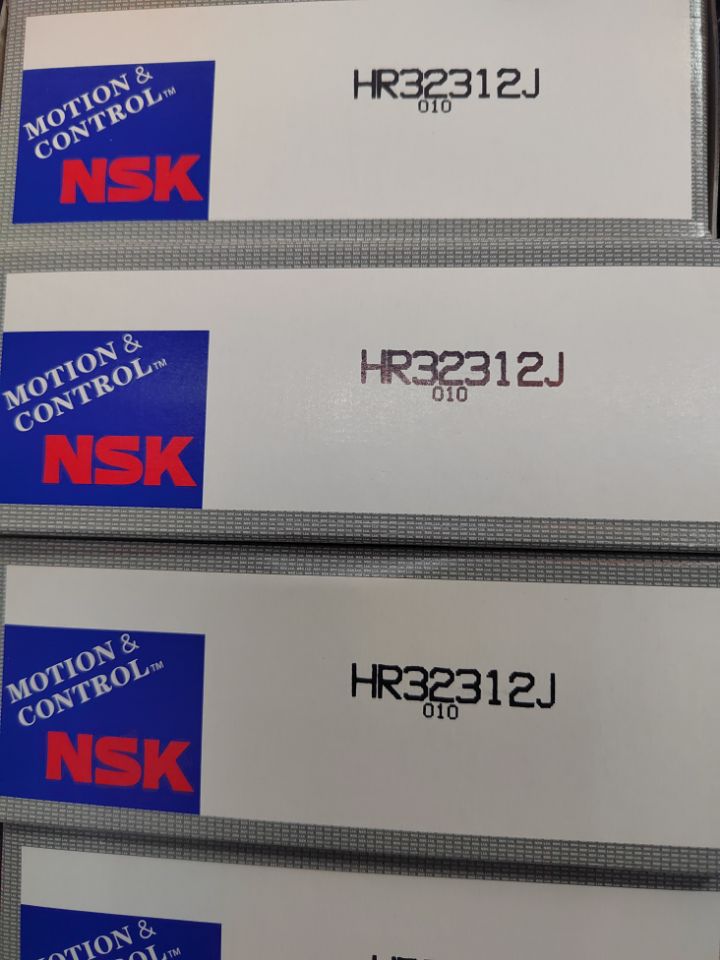 MOTION &
CONTROL™
NSK
HR32312J
010
MOTION &
CONTROL™
NSK
HR32312J
010
MOTION &
CONTROL™
NSK
HR32312J
010
MOTION &